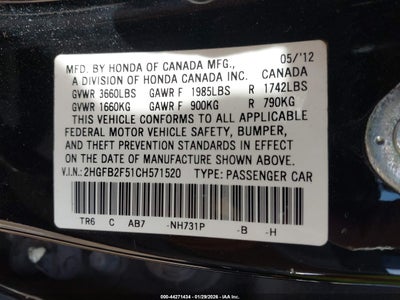 MFD. BY HONDA OF CANADA MFG., 05/'12
A DIVISION OF HONDA CANADA INC. CANADA
GVWR 3660LBS GAWR F 1985LBS R 1742LBS
GVWR 1660KG GAWR F 900KG R 790KG
THIS VEHICLE CONFORMS TO ALL APPLICABLE
FEDERAL MOTOR VEHICLE SAFETY, BUMPER,
AND THEFT PREVENTION STANDARDS IN EFFECT
ON THE DATE OF MANUFACTURE SHOWN ABOVE.
V.I.N.: 2HGFB2F51CH571520 TYPE: PASSENGER CAR
TR6 C AB7 -NH731P -B -H
000-44271434 - 01/29/2026 - IAA Inc.